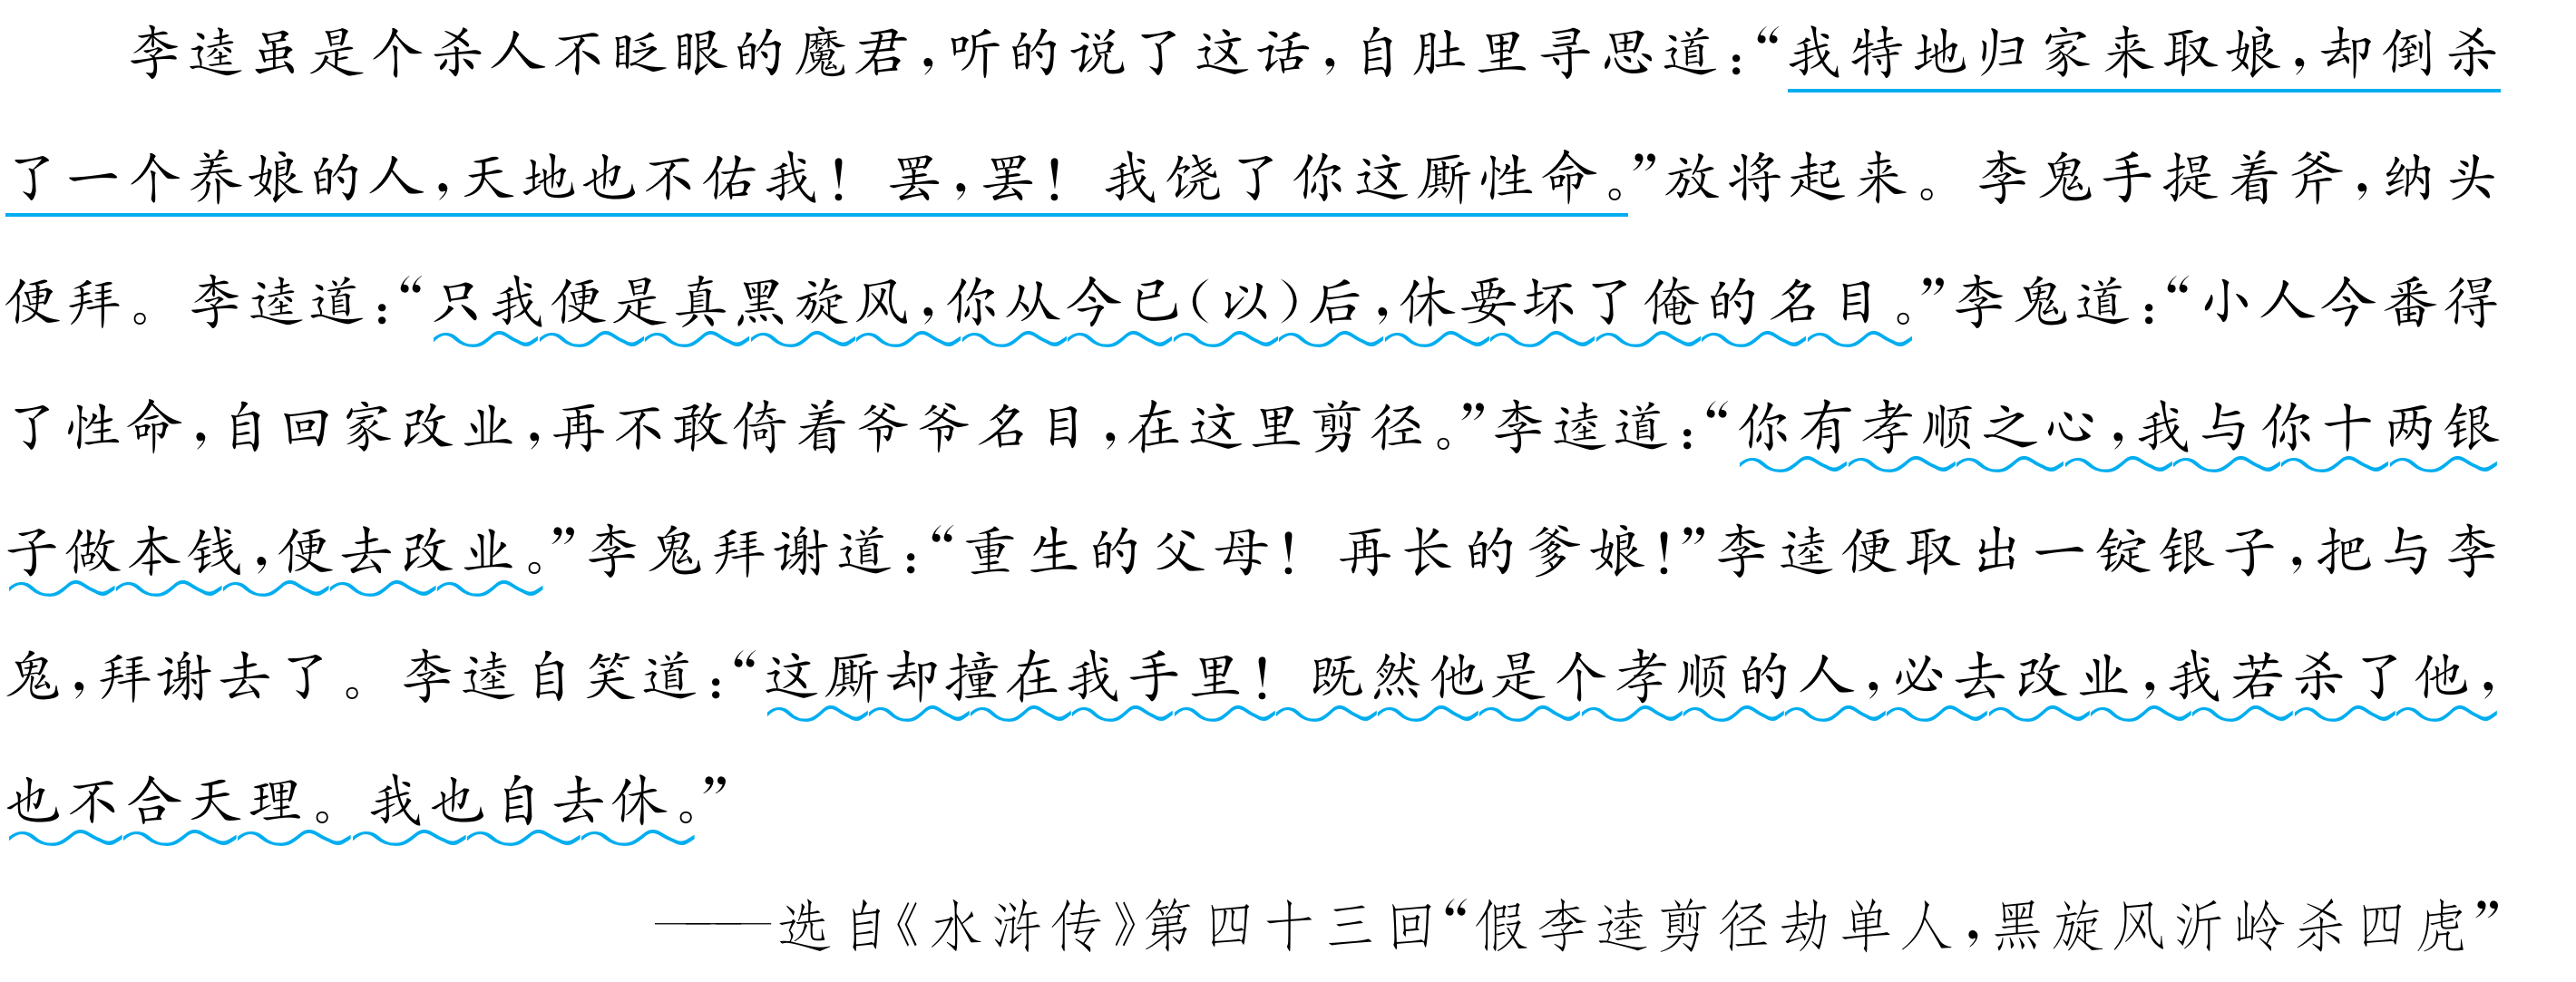 李逵虽是个杀人不眨眼的魔君,听的说了这话,自肚里寻思道:“我特地归家来取娘,却倒杀
了一个养娘的人,天地也不佑我!罢,罢!我饶了你这厮性命。”放将起来。李鬼手提着斧,纳头
便拜。李逵道:“只我便是真黑旋风,你从今已(以)后,休要坏了俺的名目。”李鬼道:“小人今番得
了性命,自回家改业,再不敢倚着爷爷名目,在这里剪径。”李逵道:“你有孝顺之心,我与你十两银
子做本钱,便去改业。”李鬼拜谢道:“重生的父母!再长的爹娘!”李逵便取出一锭银子,把与李
鬼,拜谢去了。李逵自笑道:“这厮却撞在我手里!既然他是个孝顺的人,必去改业,我若杀了他,
也不合天理。我也自去休。”
——选自《水浒传》第四十三回“假李逵剪径劫单人,黑旋风沂岭杀四虎”